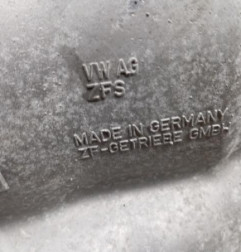 VW AG
ZFS
MADE IN GERMANY
ZF-GETRIEBE GMBH